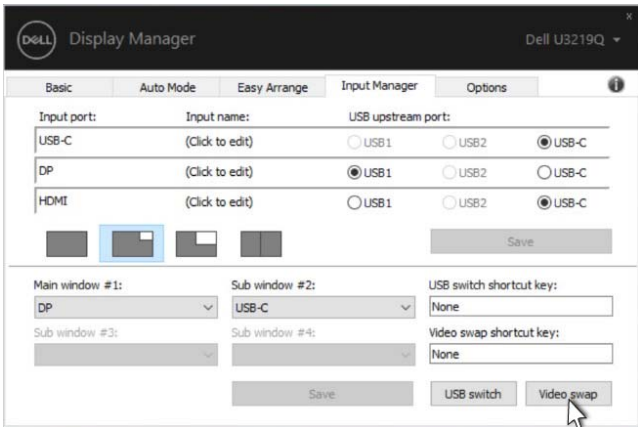 x
DELL Display Manager Dell U3219Q
Basic Auto Mode Easy Arrange Input Manager Options i
Input port: Input name: USB upstream port:
USB-C (Click to edit) USB1 USB2 USB-C
DP (Click to edit) USB1 USB2 USB-C
HDMI (Click to edit) USB1 USB2 USB-C
Save
Main window #1: Sub window #2: USB switch shortcut key:
DP USB-C None
Sub window #3: Sub window #4: Video swap shortcut key:
None
Save USB switch Video swap